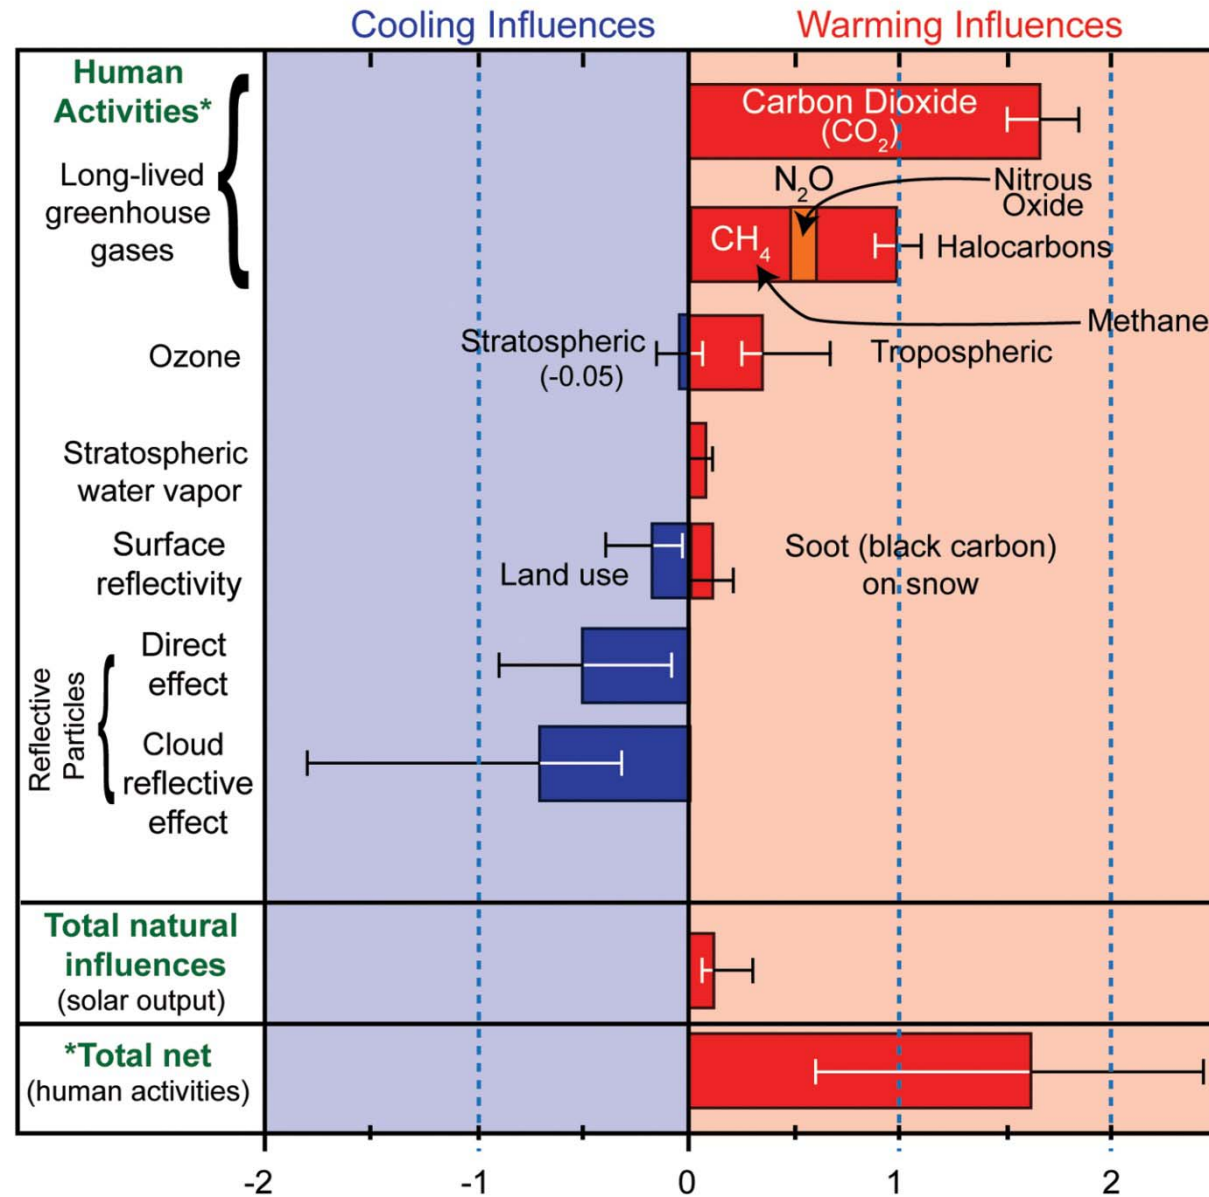 Cooling Influences
Warming Influences
Human
Activities*
Long-lived
greenhouse
gases
Carbon Dioxide
(CO₂)
N₂O
Nitrous
Oxide
CH₄
Halocarbons
Methane
Ozone
Stratospheric
(-0.05)
Tropospheric
Stratospheric
water vapor
Surface
reflectivity
Land use
Soot (black carbon)
on snow
Reflective
Particles
Direct
effect
Cloud
reflective
effect
Total natural
influences
(solar output)
*Total net
(human activities)
-2 -1 0 1 2